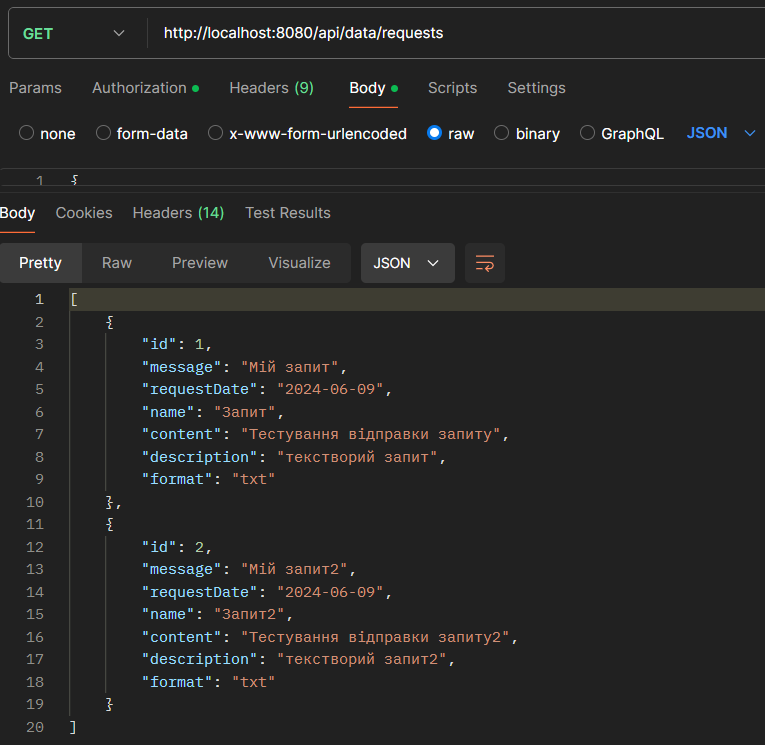 GET http://localhost:8080/api/data/requests
Params Authorization Headers (9) Body Scripts Settings
none form-data x-www-form-urlencoded raw binary GraphQL JSON
1 {
Body Cookies Headers (14) Test Results
Pretty Raw Preview Visualize JSON
1 [
2 {
3 "id": 1,
4 "message": "Мій запит",
5 "requestDate": "2024-06-09",
6 "name": "Запит",
7 "content": "Тестування відправки запиту",
8 "description": "текстворий запит",
9 "format": "txt"
10 },
11 {
12 "id": 2,
13 "message": "Мій запит2",
14 "requestDate": "2024-06-09",
15 "name": "Запит2",
16 "content": "Тестування відправки запиту2",
17 "description": "текстворий запит2",
18 "format": "txt"
19 }
20 ]